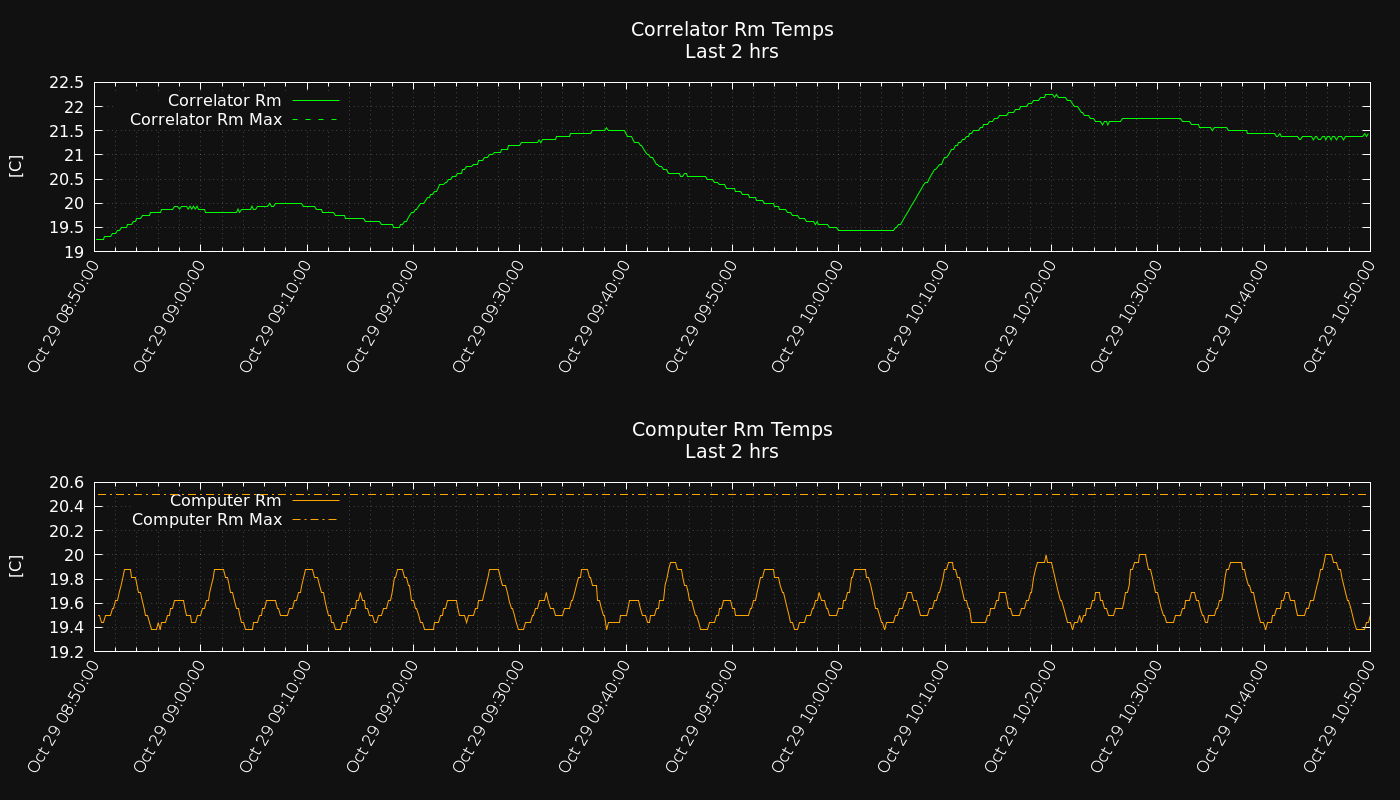 Correlator Rm Temps
Last 2 hrs
22.5
22
21.5
21
20.5
20
19.5
19
[C]
Correlator Rm
Correlator Rm Max
Oct 29 08:50:00
Oct 29 09:00:00
Oct 29 09:10:00
Oct 29 09:20:00
Oct 29 09:30:00
Oct 29 09:40:00
Oct 29 09:50:00
Oct 29 10:00:00
Oct 29 10:10:00
Oct 29 10:20:00
Oct 29 10:30:00
Oct 29 10:40:00
Oct 29 10:50:00
Computer Rm Temps
Last 2 hrs
20.6
20.4
20.2
20
19.8
19.6
19.4
19.2
[C]
Computer Rm
Computer Rm Max
Oct 29 08:50:00
Oct 29 09:00:00
Oct 29 09:10:00
Oct 29 09:20:00
Oct 29 09:30:00
Oct 29 09:40:00
Oct 29 09:50:00
Oct 29 10:00:00
Oct 29 10:10:00
Oct 29 10:20:00
Oct 29 10:30:00
Oct 29 10:40:00
Oct 29 10:50:00